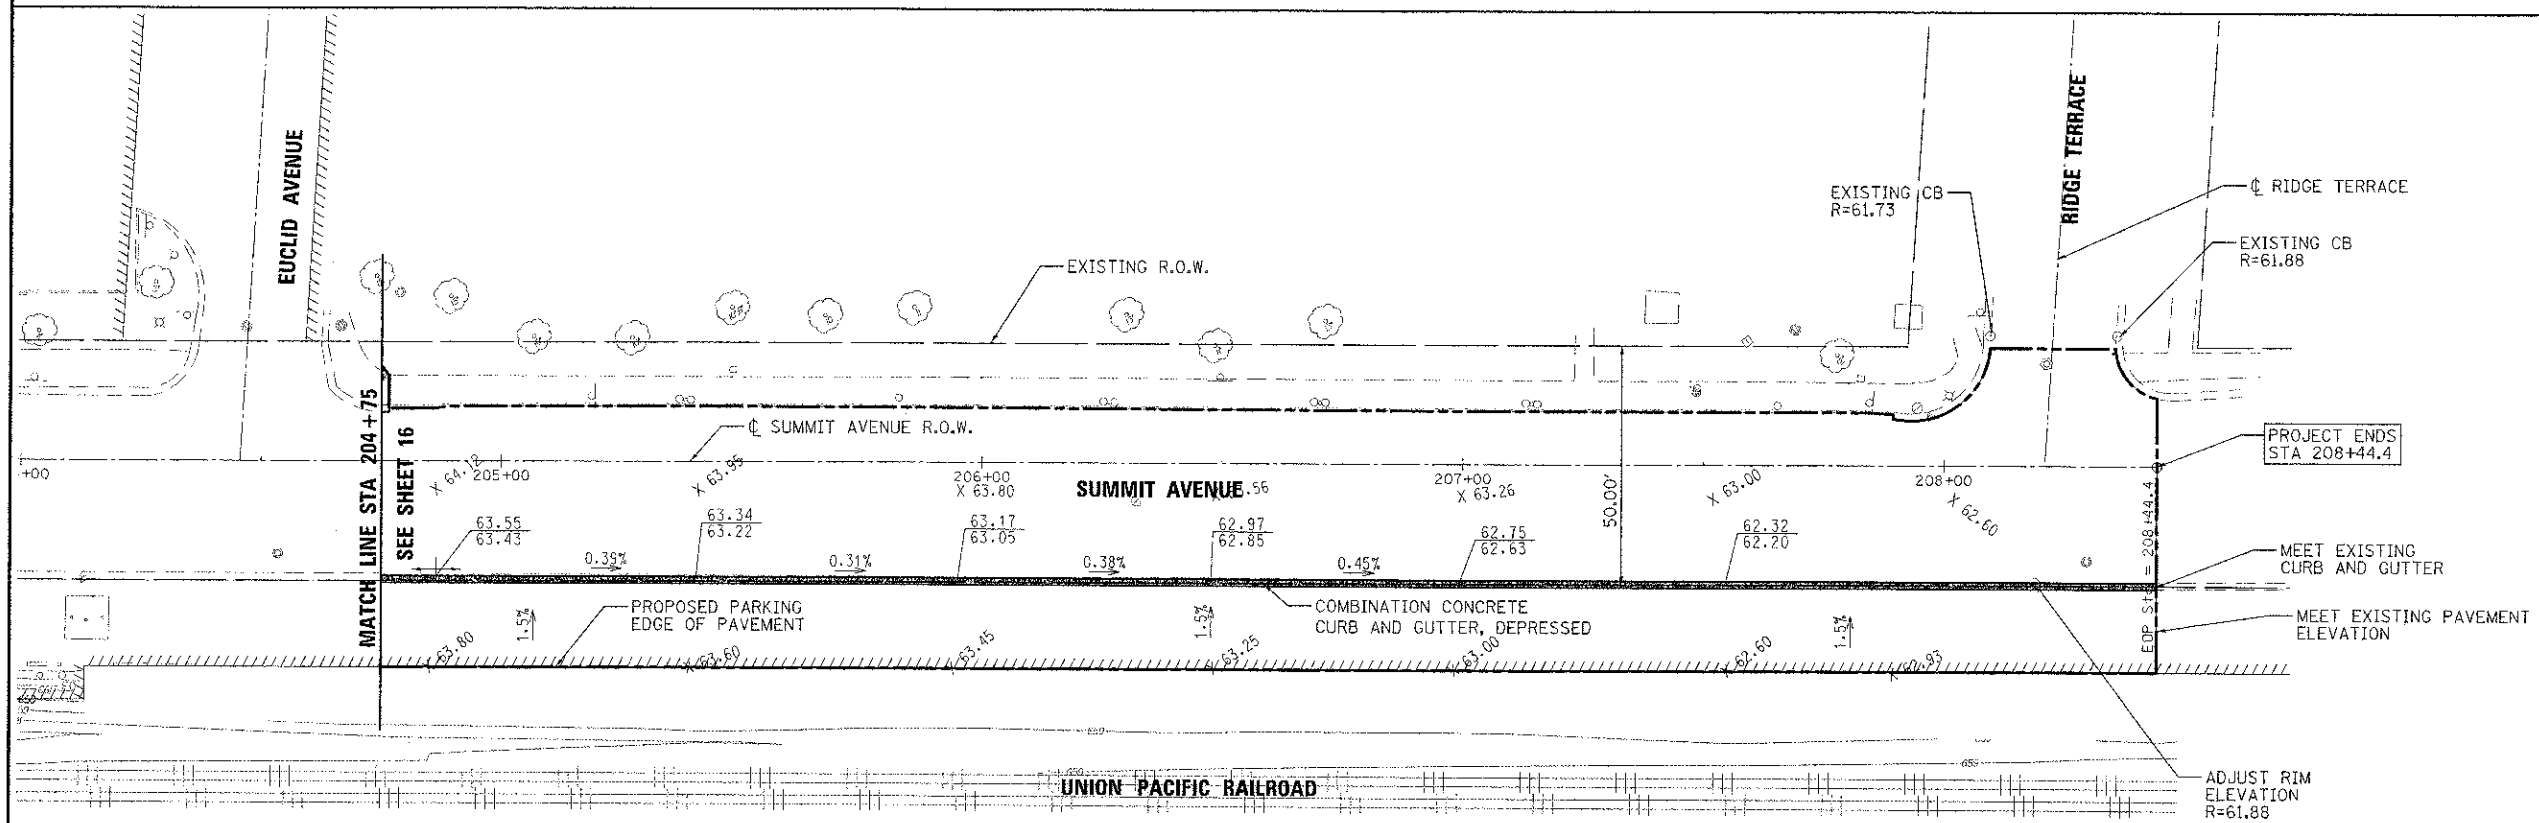 EUCLID AVENUE
RIDGE TERRACE
EXISTING CB
R=61.73
℄ RIDGE TERRACE
EXISTING CB
R=61.88
EXISTING R.O.W.
MATCH LINE STA 204+75
SEE SHEET 16
℄ SUMMIT AVENUE R.O.W.
PROJECT ENDS
STA 208+44.4
+00
205+00
206+00
207+00
208+00
X 64.12
X 63.95
X 63.80
SUMMIT AVENUE
.56
X 63.26
X 63.00
X 62.60
50.00'
63.55
63.43
63.34
63.22
63.17
63.05
62.97
62.85
62.75
62.63
62.32
62.20
0.31%
0.38%
0.45%
MEET EXISTING
CURB AND GUTTER
EOP Sta = 208+44.4
PROPOSED PARKING
EDGE OF PAVEMENT
1.5%
1.5%
1.5%
COMBINATION CONCRETE
CURB AND GUTTER, DEPRESSED
MEET EXISTING PAVEMENT
ELEVATION
X 63.80
X 63.60
X 63.45
X 63.25
X 63.00
X 62.60
X 62.93
UNION PACIFIC RAILROAD
ADJUST RIM
ELEVATION
R=61.88